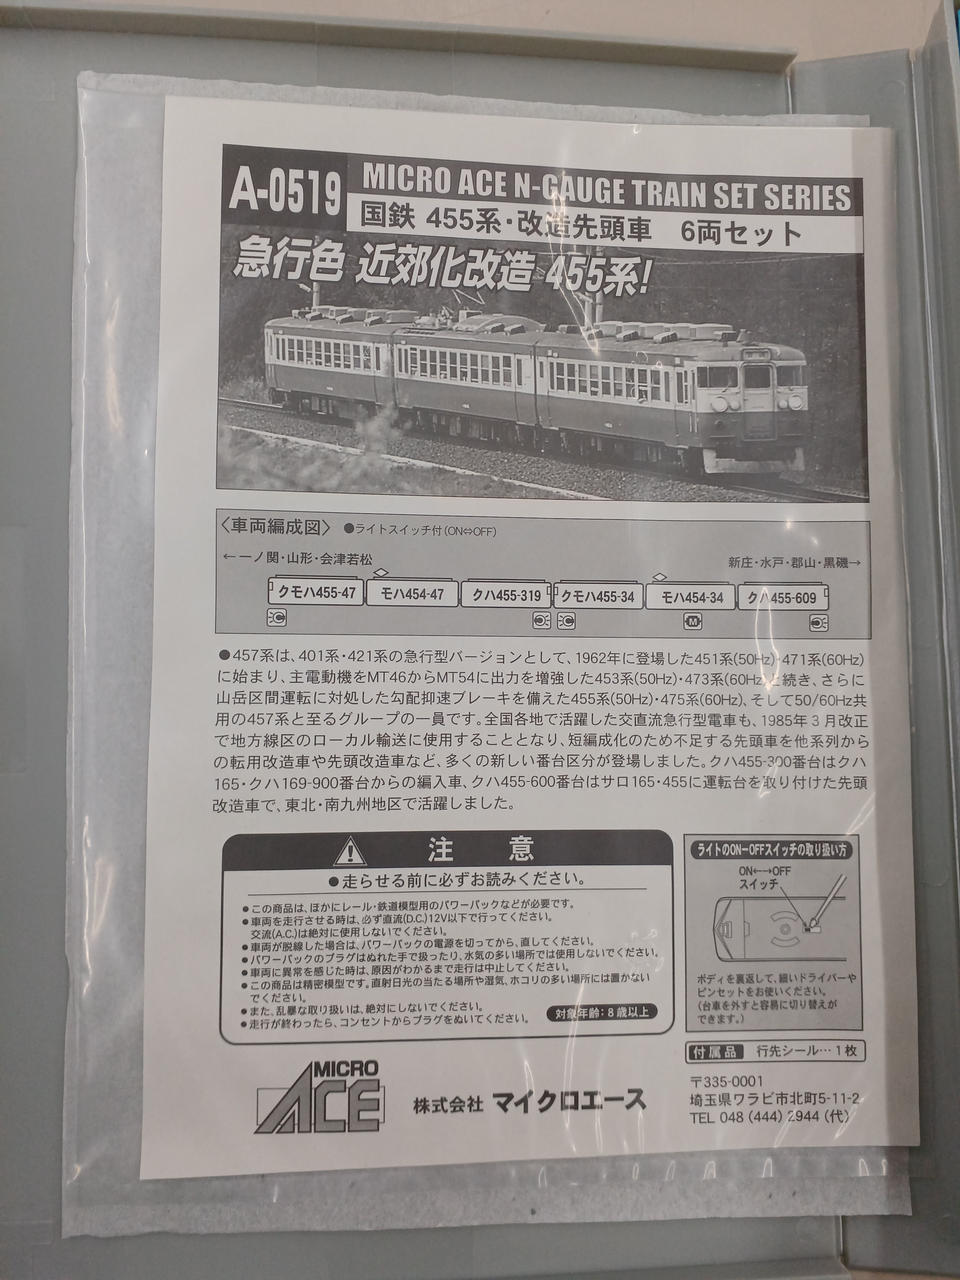 A-0519
MICRO ACE N-GAUGE TRAIN SET SERIES
国鉄 455系・改造先頭車 6両セット
急行色 近郊化改造 455系!
〈車両編成図〉 ●ライトスイッチ付(ON⇔OFF)
←一ノ関・山形・会津若松
新庄・水戸・郡山・黒磯→
クモハ455-47 モハ454-47 クハ455-319 クモハ455-34 モハ454-34 クハ455-609
M
●457系は、401系・421系の急行型バージョンとして、1962年に登場した451系(50Hz)・471系(60Hz)
に始まり、主電動機をMT46からMT54に出力を増強した453系(50Hz)・473系(60Hz)と続き、さらに
山岳区間運転に対処した勾配抑速ブレーキを備えた455系(50Hz)・475系(60Hz)、そして50/60Hz共
用の457系と至るグループの一員です。全国各地で活躍した交直流急行型電車も、1985年3月改正
で地方線区のローカル輸送に使用することとなり、短編成化のため不足する先頭車を他系列から
の転用改造車や先頭改造車など、多くの新しい番台区分が登場しました。クハ455-300番台はクハ
165・クハ169-900番台からの編入車、クハ455-600番台はサロ165・455に運転台を取り付けた先頭
改造車で、東北・南九州地区で活躍しました。
注 意
●走らせる前に必ずお読みください。
●この商品は、ほかにレール・鉄道模型用のパワーパックなどが必要です。
●車両を走行させる時は、必ず直流(D.C.)12V以下で行ってください。
交流(A.C.)は絶対に使用しないでください。
●車両が脱線した場合は、パワーパックの電源を切ってから、直してください。
●パワーパックのプラグはぬれた手で扱ったり、水気の多い場所では使用しないでください。
●車両に異常を感じた時は、原因がわかるまで走行は中止してください。
●この商品は精密模型です。直射日光の当たる場所や湿気、ホコリの多い場所には置かない
でください。
●また、乱暴な取り扱いは、絶対にしないでください。
●走行が終わったら、コンセントからプラグをぬいてください。
対象年齢:8歳以上
ライトのON-OFFスイッチの取り扱い方
ON←→OFF
スイッチ
ボディを裏返して、細いドライバーや
ピンセットをお使いください。
(台車を外すと容易に切り替えが
できます。)
付属品 行先シール…1枚
MICRO
ACE
株式会社 マイクロエース
〒335-0001
埼玉県ワラビ市北町5-11-2
TEL 048 (444) 2944 (代)